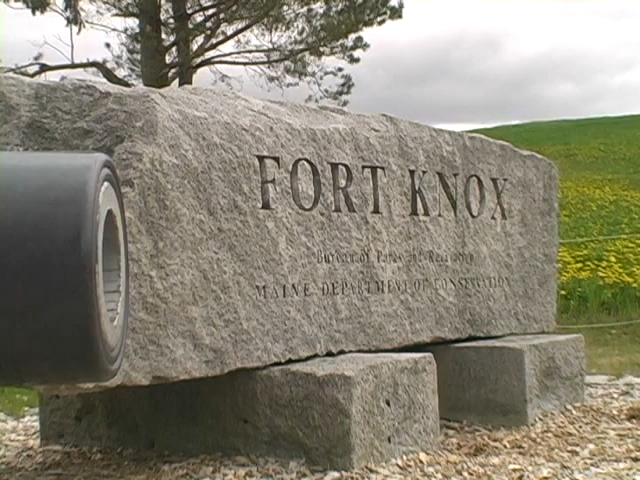 FORT KNOX
Bureau of Parks and Recreation
MAINE DEPARTMENT OF CONSERVATION